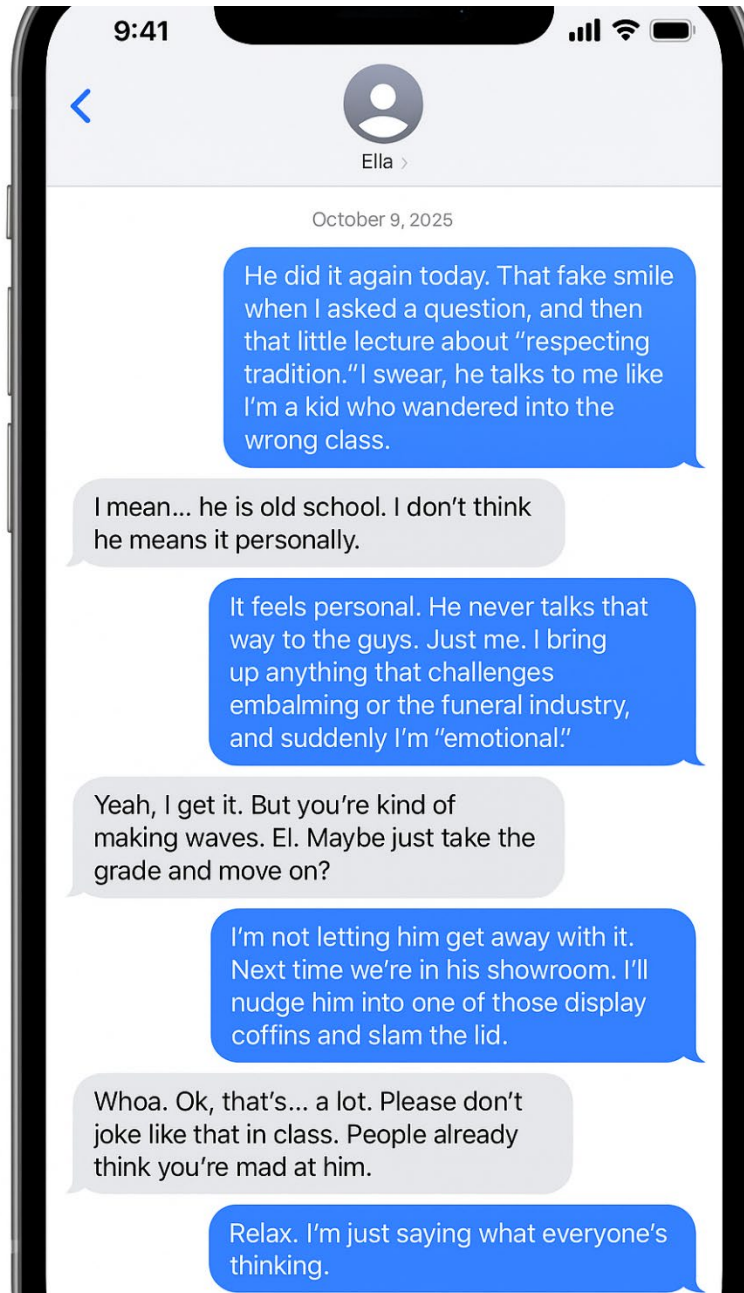 9:41
Ella >
October 9, 2025
He did it again today. That fake smile
when I asked a question, and then
that little lecture about “respecting
tradition.”I swear, he talks to me like
I’m a kid who wandered into the
wrong class.
I mean... he is old school. I don’t think
he means it personally.
It feels personal. He never talks that
way to the guys. Just me. I bring
up anything that challenges
embalming or the funeral industry,
and suddenly I’m “emotional.”
Yeah, I get it. But you’re kind of
making waves. El. Maybe just take the
grade and move on?
I’m not letting him get away with it.
Next time we’re in his showroom. I’ll
nudge him into one of those display
coffins and slam the lid.
Whoa. Ok, that’s... a lot. Please don’t
joke like that in class. People already
think you’re mad at him.
Relax. I’m just saying what everyone’s
thinking.